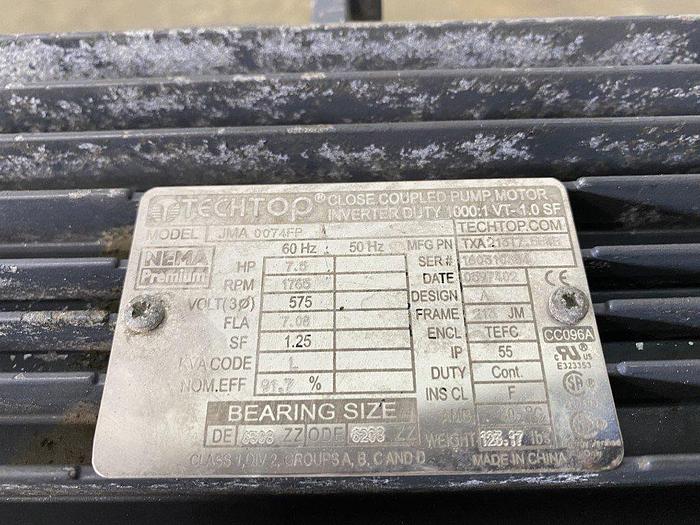 TECHTOP® CLOSE COUPLED PUMP MOTOR
INVERTER DUTY 1000:1 VT- 1.0 SF
MODEL JMA 0074FP TECHTOP.COM
NEMA Premium
60 Hz 50 Hz
HP 7.5
RPM
VOLT(3Ø) 575
FLA
SF 1.25
KVA CODE L
NOM.EFF 91.7 %
MFG PN
SER#
DATE
DESIGN A
FRAME 213 JM
ENCL TEFC
IP 55
DUTY Cont.
INS CL F
AMB 40 °C
CE
CC096A
c UL US
E323353
BEARING SIZE
DE ZZ ODE ZZ WEIGHT lbs
CLASS 1,DIV 2, GROUPS A, B, C AND D MADE IN CHINA